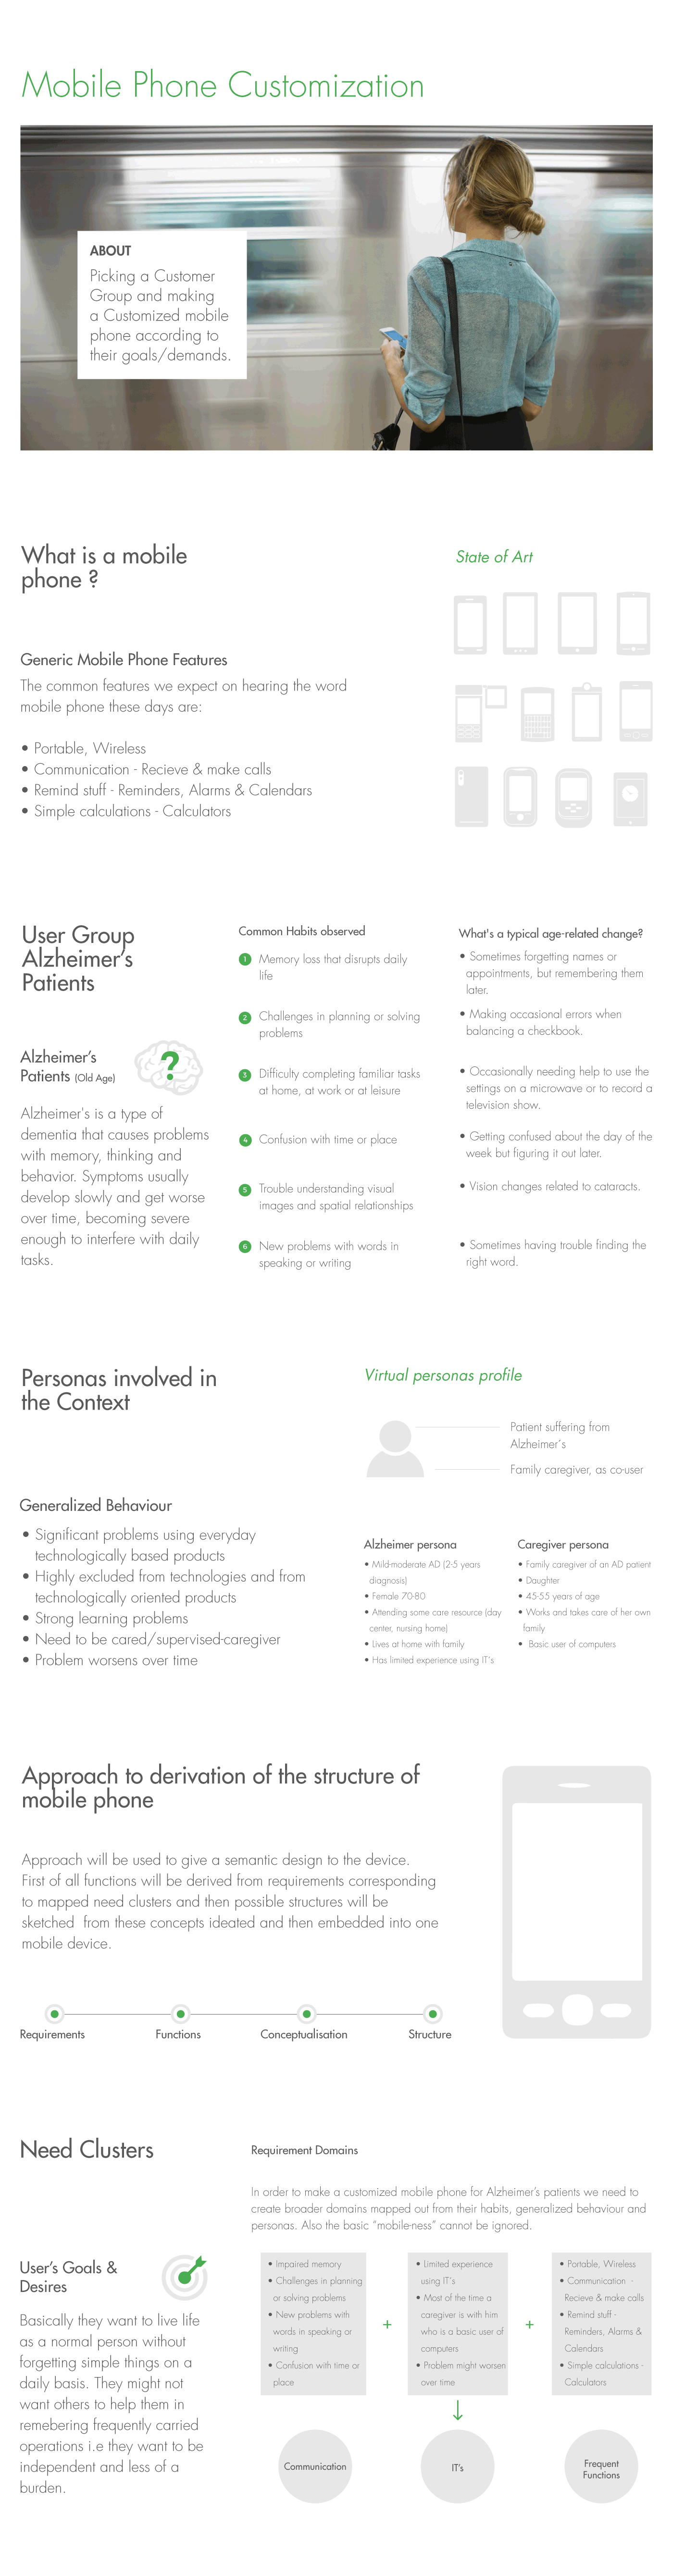 Mobile Phone Customization
ABOUT
Picking a Customer
Group and making
a Customized mobile
phone according to
their goals/demands.
What is a mobile
phone ?
State of Art
Generic Mobile Phone Features
The common features we expect on hearing the word
mobile phone these days are:
• Portable, Wireless
• Communication - Recieve & make calls
• Remind stuff - Reminders, Alarms & Calendars
• Simple calculations - Calculators
User Group
Alzheimer's
Patients
Alzheimer's
Patients (Old Age)
?
Alzheimer's is a type of
dementia that causes problems
with memory, thinking and
behavior. Symptoms usually
develop slowly and get worse
over time, becoming severe
enough to interfere with daily
tasks.
Common Habits observed
1 Memory loss that disrupts daily
life
2 Challenges in planning or solving
problems
3 Difficulty completing familiar tasks
at home, at work or at leisure
4 Confusion with time or place
5 Trouble understanding visual
images and spatial relationships
6 New problems with words in
speaking or writing
What's a typical age-related change?
• Sometimes forgetting names or
appointments, but remembering them
later.
• Making occasional errors when
balancing a checkbook.
• Occasionally needing help to use the
settings on a microwave or to record a
television show.
• Getting confused about the day of the
week but figuring it out later.
• Vision changes related to cataracts.
• Sometimes having trouble finding the
right word.
Personas involved in
the Context
Generalized Behaviour
• Significant problems using everyday
technologically based products
• Highly excluded from technologies and from
technologically oriented products
• Strong learning problems
• Need to be cared/supervised-caregiver
• Problem worsens over time
Virtual personas profile
Patient suffering from
Alzheimer´s
Family caregiver, as co-user
Alzheimer persona
• Mild-moderate AD (2-5 years
diagnosis)
• Female 70-80
• Attending some care resource (day
center, nursing home)
• Lives at home with family
• Has limited experience using IT´s
Caregiver persona
• Family caregiver of an AD patient
• Daughter
• 45-55 years of age
• Works and takes care of her own
family
• Basic user of computers
Approach to derivation of the structure of
mobile phone
Approach will be used to give a semantic design to the device.
First of all functions will be derived from requirements corresponding
to mapped need clusters and then possible structures will be
sketched from these concepts ideated and then embedded into one
mobile device.
Requirements
Functions
Conceptualisation
Structure
Need Clusters
User's Goals &
Desires
Basically they want to live life
as a normal person without
forgetting simple things on a
daily basis. They might not
want others to help them in
remebering frequently carried
operations i.e they want to be
independent and less of a
burden.
Requirement Domains
In order to make a customized mobile phone for Alzheimer's patients we need to
create broader domains mapped out from their habits, generalized behaviour and
personas. Also the basic "mobile-ness" cannot be ignored.
• Impaired memory
• Challenges in planning
or solving problems
• New problems with
words in speaking or
writing
• Confusion with time or
place
+
• Limited experience
using IT´s
• Most of the time a
caregiver is with him
who is a basic user of
computers
• Problem might worsen
over time
+
• Portable, Wireless
• Communication -
Recieve & make calls
• Remind stuff -
Reminders, Alarms &
Calendars
• Simple calculations -
Calculators
Communication
IT's
Frequent
Functions